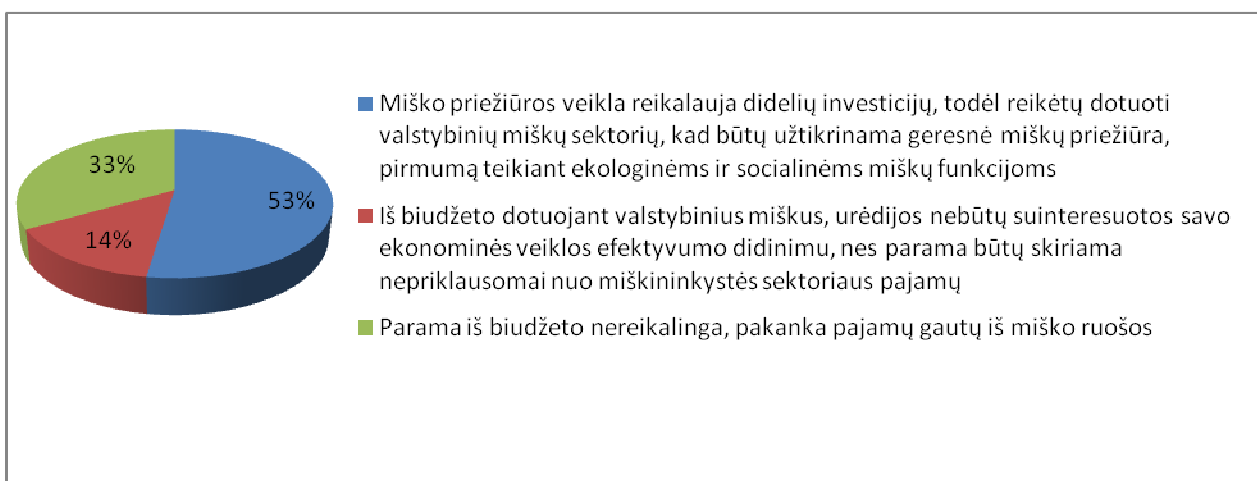 33%
53%
14%
Miško priežiūros veikla reikalauja didelių investicijų, todėl reikėtų dotuoti
valstybinių miškų sektorių, kad būtų užtikrinama geresnė miškų priežiūra,
pirmumą teikiant ekologinėms ir socialinėms miškų funkcijoms
Iš biudžeto dotuojant valstybinius miškus, urėdijos nebūtų suinteresuotos savo
ekonominės veiklos efektyvumo didinimu, nes parama būtų skiriama
nepriklausomai nuo miškininkystės sektoriaus pajamų
Parama iš biudžeto nereikalinga, pakanka pajamų gautų iš miško ruošos